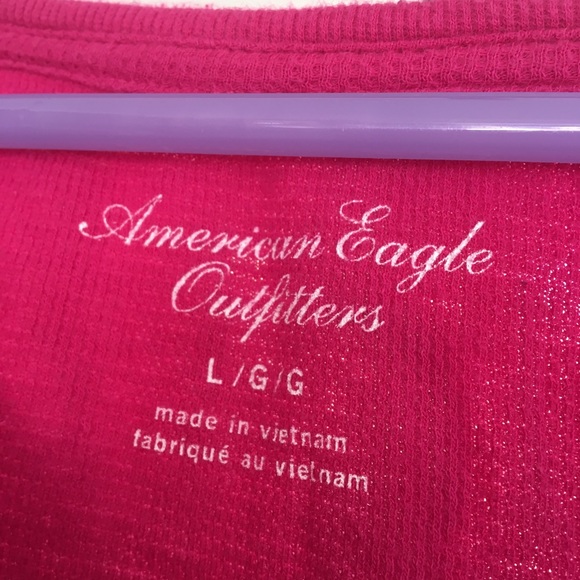 American Eagle
Outfitters
L/G/G
made in vietnam
fabriqué au vietnam